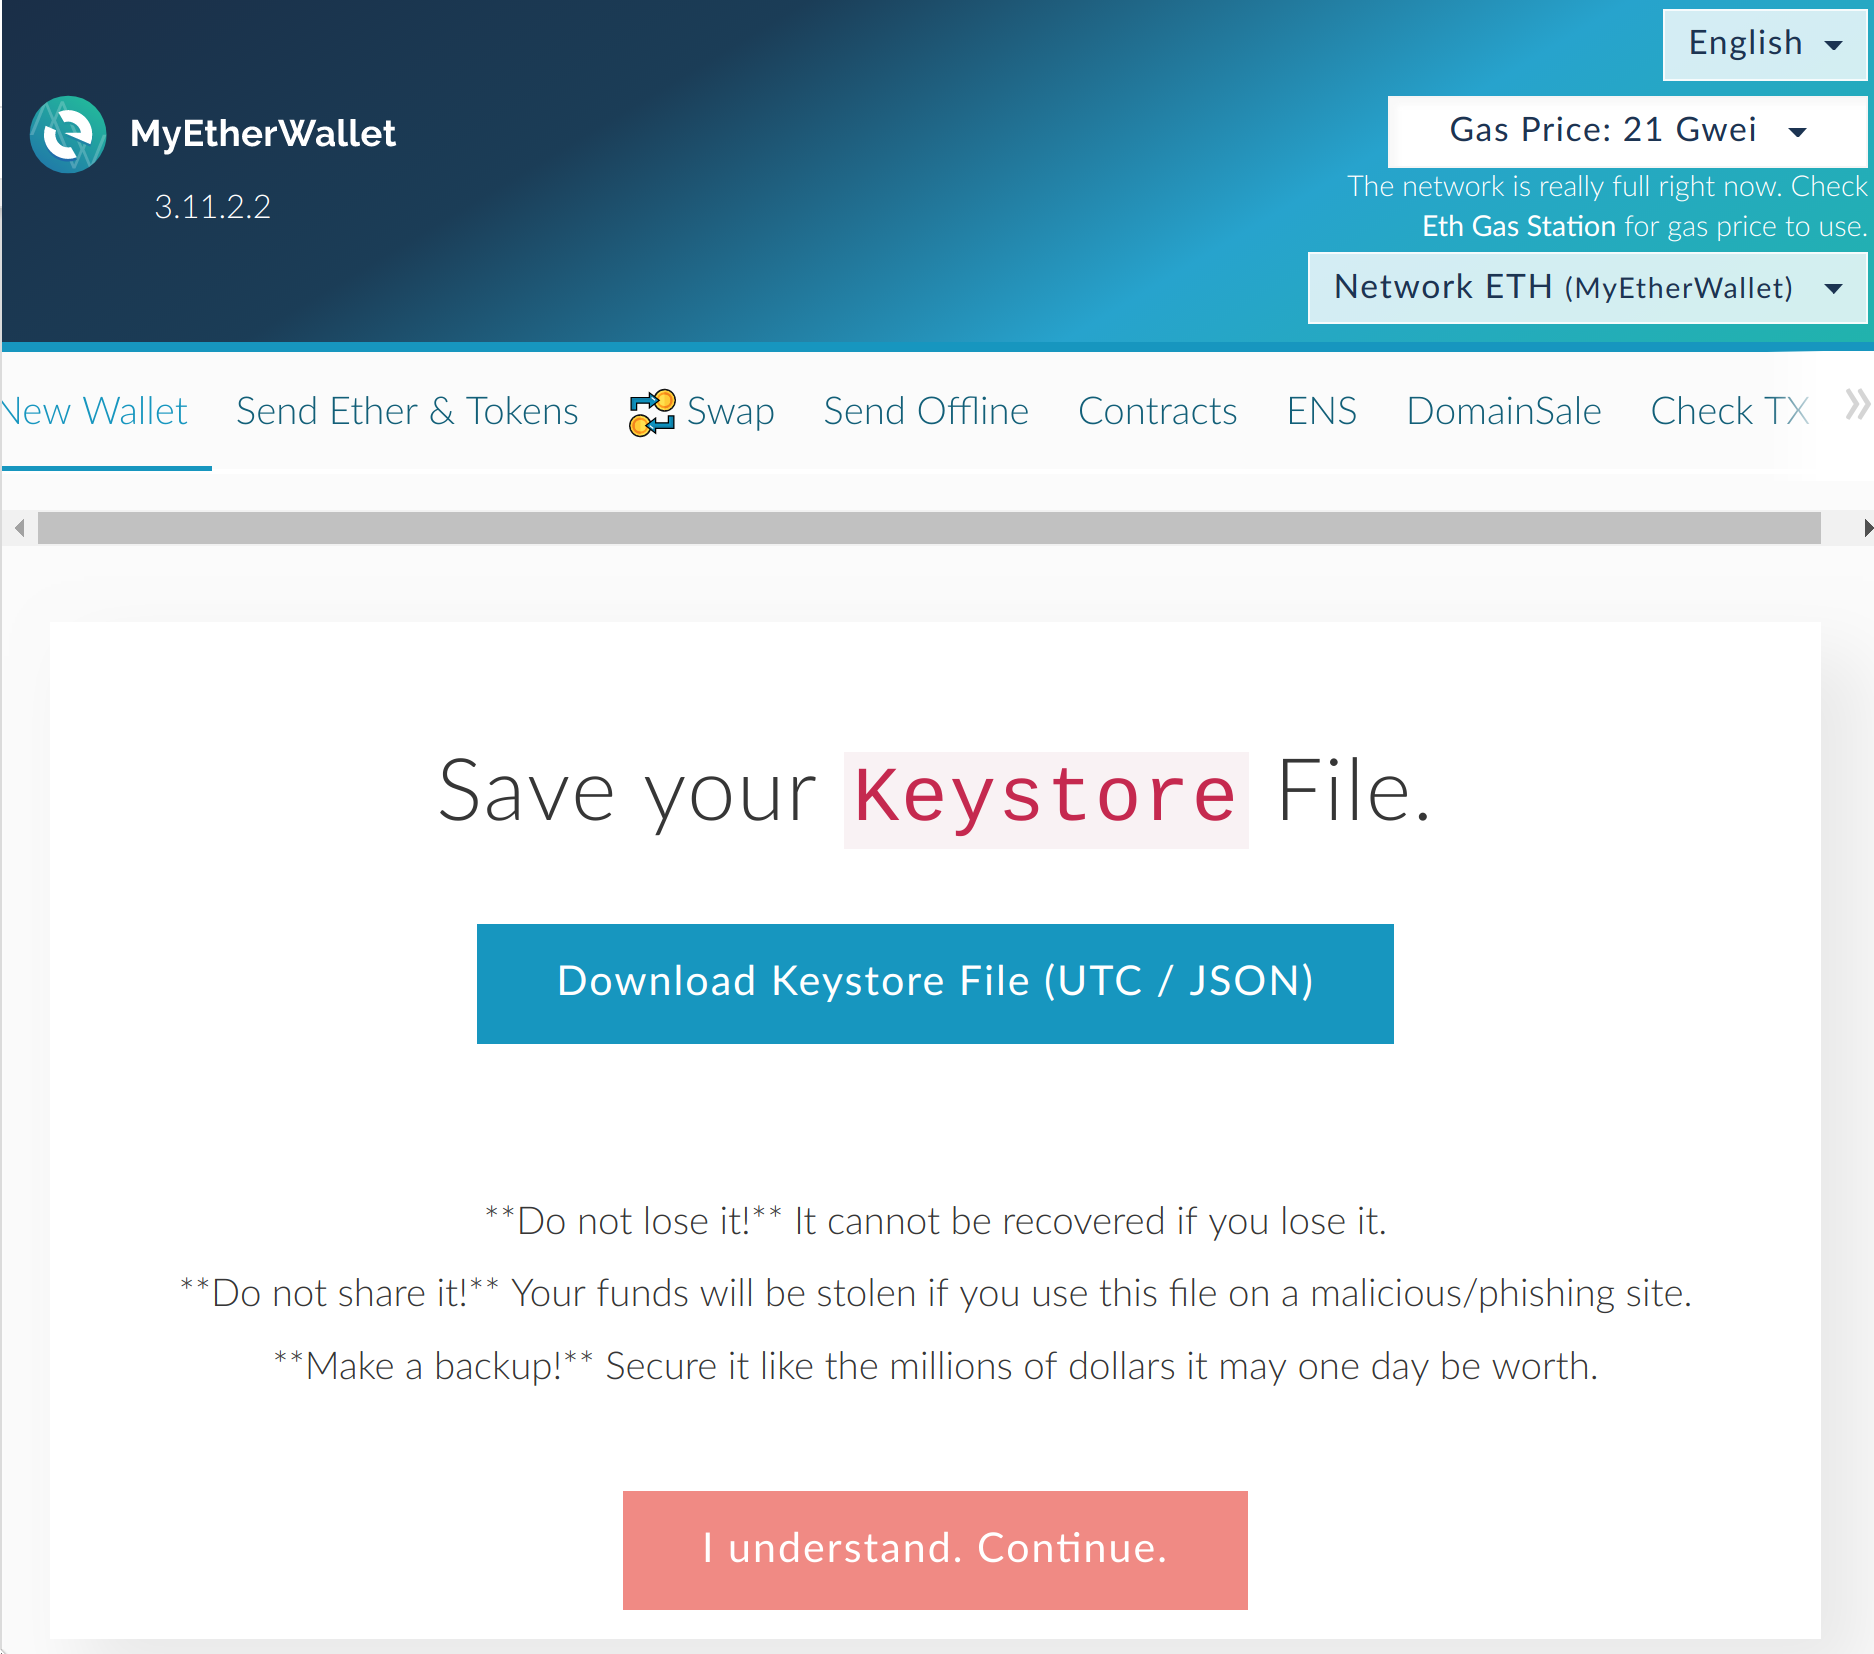 English
MyEtherWallet
3.11.2.2
Gas Price: 21 Gwei
The network is really full right now. Check
Eth Gas Station for gas price to use.
Network ETH (MyEtherWallet)
New Wallet Send Ether & Tokens Swap Send Offline Contracts ENS DomainSale Check TX »
Save your Keystore File.
Download Keystore File (UTC / JSON)
**Do not lose it!** It cannot be recovered if you lose it.
**Do not share it!** Your funds will be stolen if you use this file on a malicious/phishing site.
**Make a backup!** Secure it like the millions of dollars it may one day be worth.
I understand. Continue.